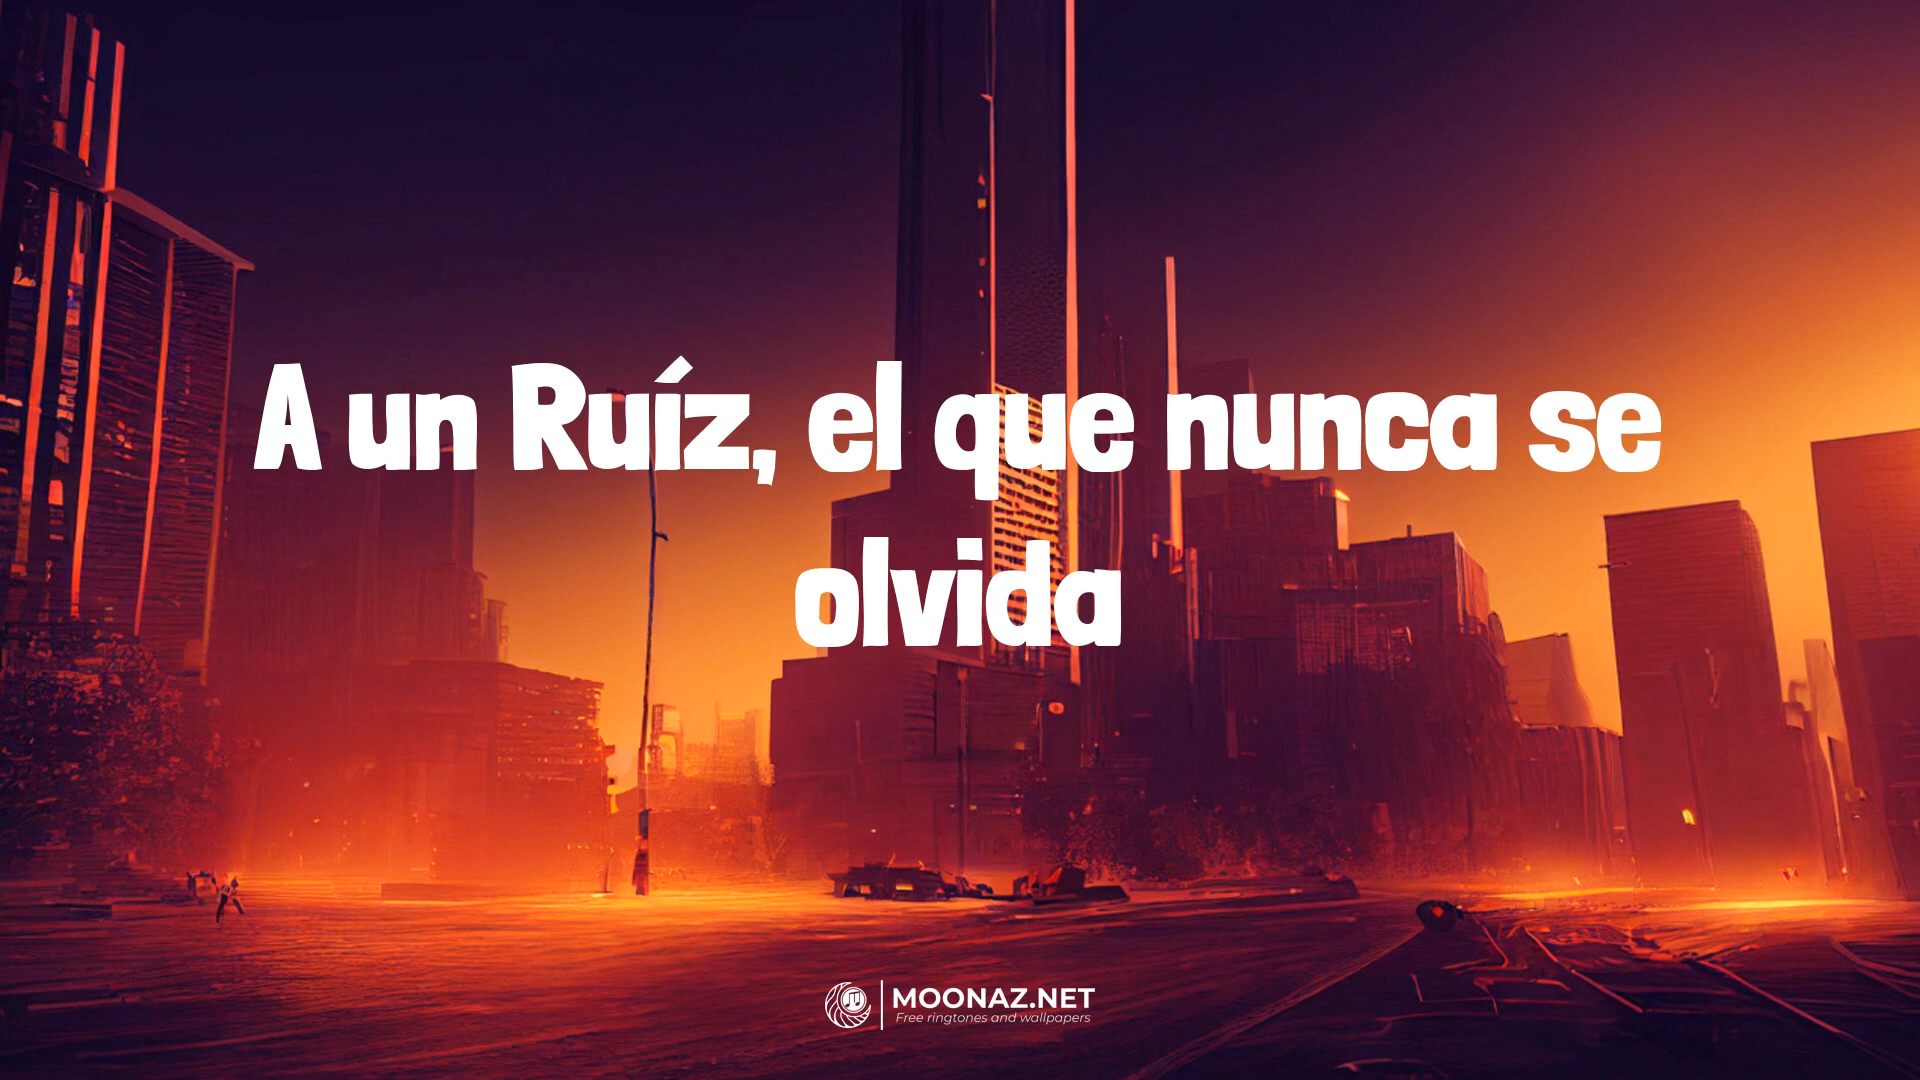 A un Ruíz, el que nunca se
olvida
MOONAZ.NET
Free ringtones and wallpapers